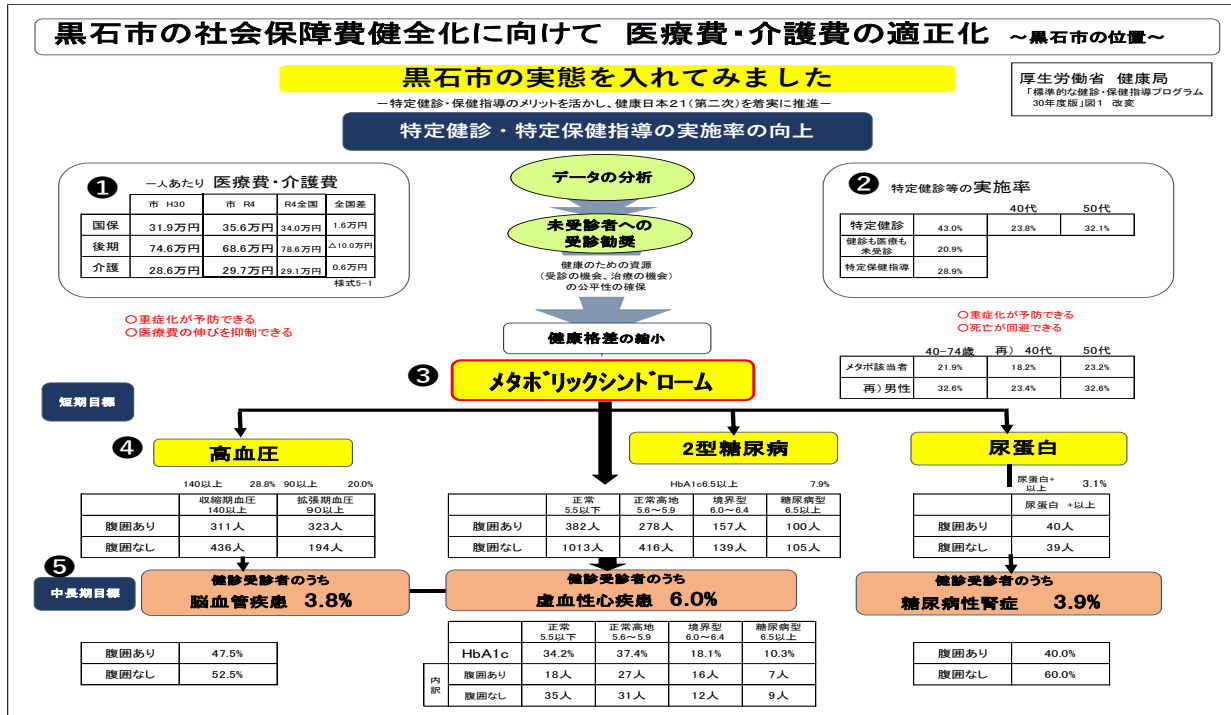 黒石市の社会保障費健全化に向けて 医療費・介護費の適正化 ～黒石市の位置～
黒石市の実態を入れてみました
－特定健診・保健指導のメリットを活かし、健康日本21(第二次)を着実に推進－
厚生労働省 健康局
「標準的な健診・保健指導プログラム
30年度版」図1 改変
特定健診・特定保健指導の実施率の向上
❶ 一人あたり 医療費・介護費
市 H30 市 R4 R4全国 全国差
国保 31.9万円 35.6万円 34.0万円 1.6万円
後期 74.6万円 68.6万円 78.6万円 △10.0万円
介護 28.6万円 29.7万円 29.1万円 0.6万円
様式5-1
○重症化が予防できる
○医療費の伸びを抑制できる
データの分析
未受診者への
受診勧奨
健康のための資源
(受診の機会、治療の機会)
の公平性の確保
健康格差の縮小
❷ 特定健診等の実施率
40代 50代
特定健診 43.0% 23.8% 32.1%
健診も医療も
未受診 20.9%
特定保健指導 28.9%
○重症化が予防できる
○死亡が回避できる
40-74歳 再) 40代 50代
メタボ該当者 21.9% 18.2% 23.2%
再)男性 32.6% 23.4% 32.6%
❸ メタボリックシンドローム
短期目標
❹ 高血圧
140以上 28.8% 90以上 20.0%
収縮期血圧 拡張期血圧
140以上 90以上
腹囲あり 311人 323人
腹囲なし 436人 194人
2型糖尿病
HbA1c6.5以上 7.9%
正常 正常高地 境界型 糖尿病型
5.5以下 5.6～5.9 6.0～6.4 6.5以上
腹囲あり 382人 278人 157人 100人
腹囲なし 1013人 416人 139人 105人
尿蛋白
尿蛋白+
以上 3.1%
尿蛋白 +以上
腹囲あり 40人
腹囲なし 39人
❺
中長期目標
健診受診者のうち
脳血管疾患 3.8%
腹囲あり 47.5%
腹囲なし 52.5%
健診受診者のうち
虚血性心疾患 6.0%
正常 正常高地 境界型 糖尿病型
5.5以下 5.6～5.9 6.0～6.4 6.5以上
HbA1c 34.2% 37.4% 18.1% 10.3%
内訳
腹囲あり 18人 27人 16人 7人
腹囲なし 35人 31人 12人 9人
健診受診者のうち
糖尿病性腎症 3.9%
腹囲あり 40.0%
腹囲なし 60.0%